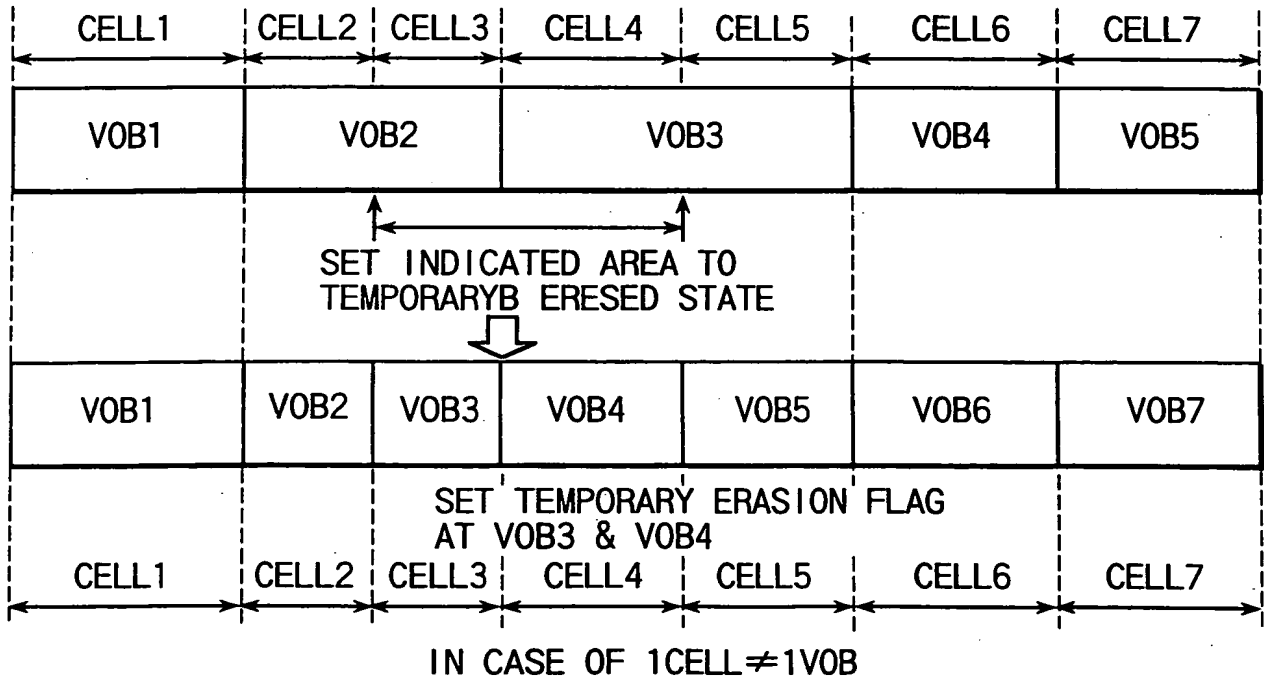 CELL1 CELL2 CELL3 CELL4 CELL5 CELL6 CELL7
VOB1 VOB2 VOB3 VOB4 VOB5
SET INDICATED AREA TO
TEMPORARYB ERESED STATE
VOB1 VOB2 VOB3 VOB4 VOB5 VOB6 VOB7
SET TEMPORARY ERASION FLAG
AT VOB3 & VOB4
CELL1 CELL2 CELL3 CELL4 CELL5 CELL6 CELL7
IN CASE OF 1CELL≠1VOB